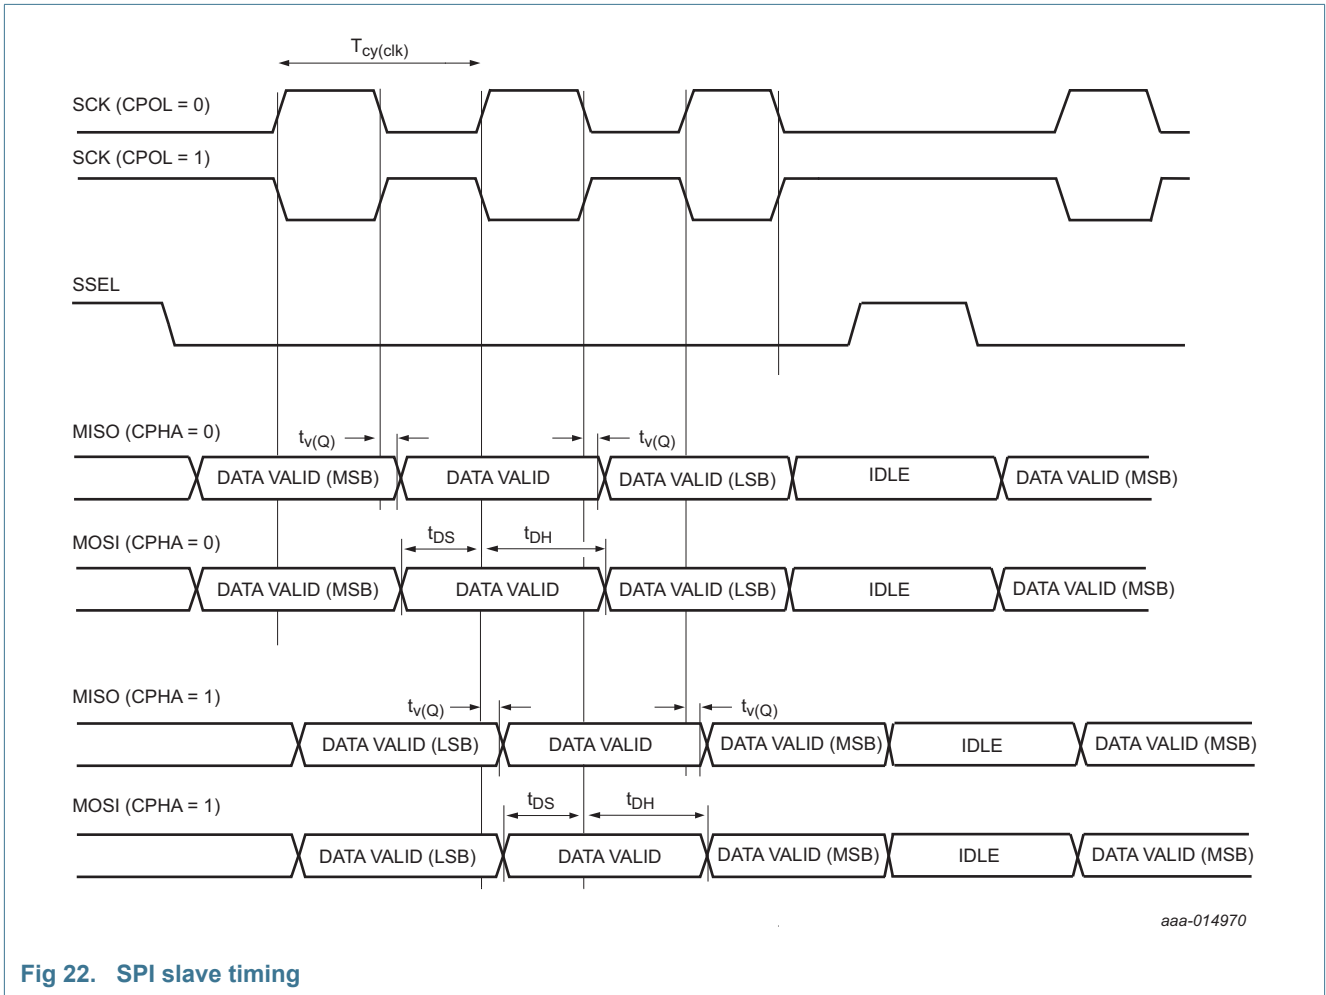 Tcy(clk)
SCK (CPOL = 0)
SCK (CPOL = 1)
SSEL
MISO (CPHA = 0)
tv(Q) tv(Q)
DATA VALID (MSB) DATA VALID DATA VALID (LSB) IDLE DATA VALID (MSB)
MOSI (CPHA = 0)
tDS tDH
DATA VALID (MSB) DATA VALID DATA VALID (LSB) IDLE DATA VALID (MSB)
MISO (CPHA = 1)
tv(Q) tv(Q)
DATA VALID (LSB) DATA VALID DATA VALID (MSB) IDLE DATA VALID (MSB)
MOSI (CPHA = 1)
tDS tDH
DATA VALID (LSB) DATA VALID DATA VALID (MSB) IDLE DATA VALID (MSB)
aaa-014970
Fig 22. SPI slave timing